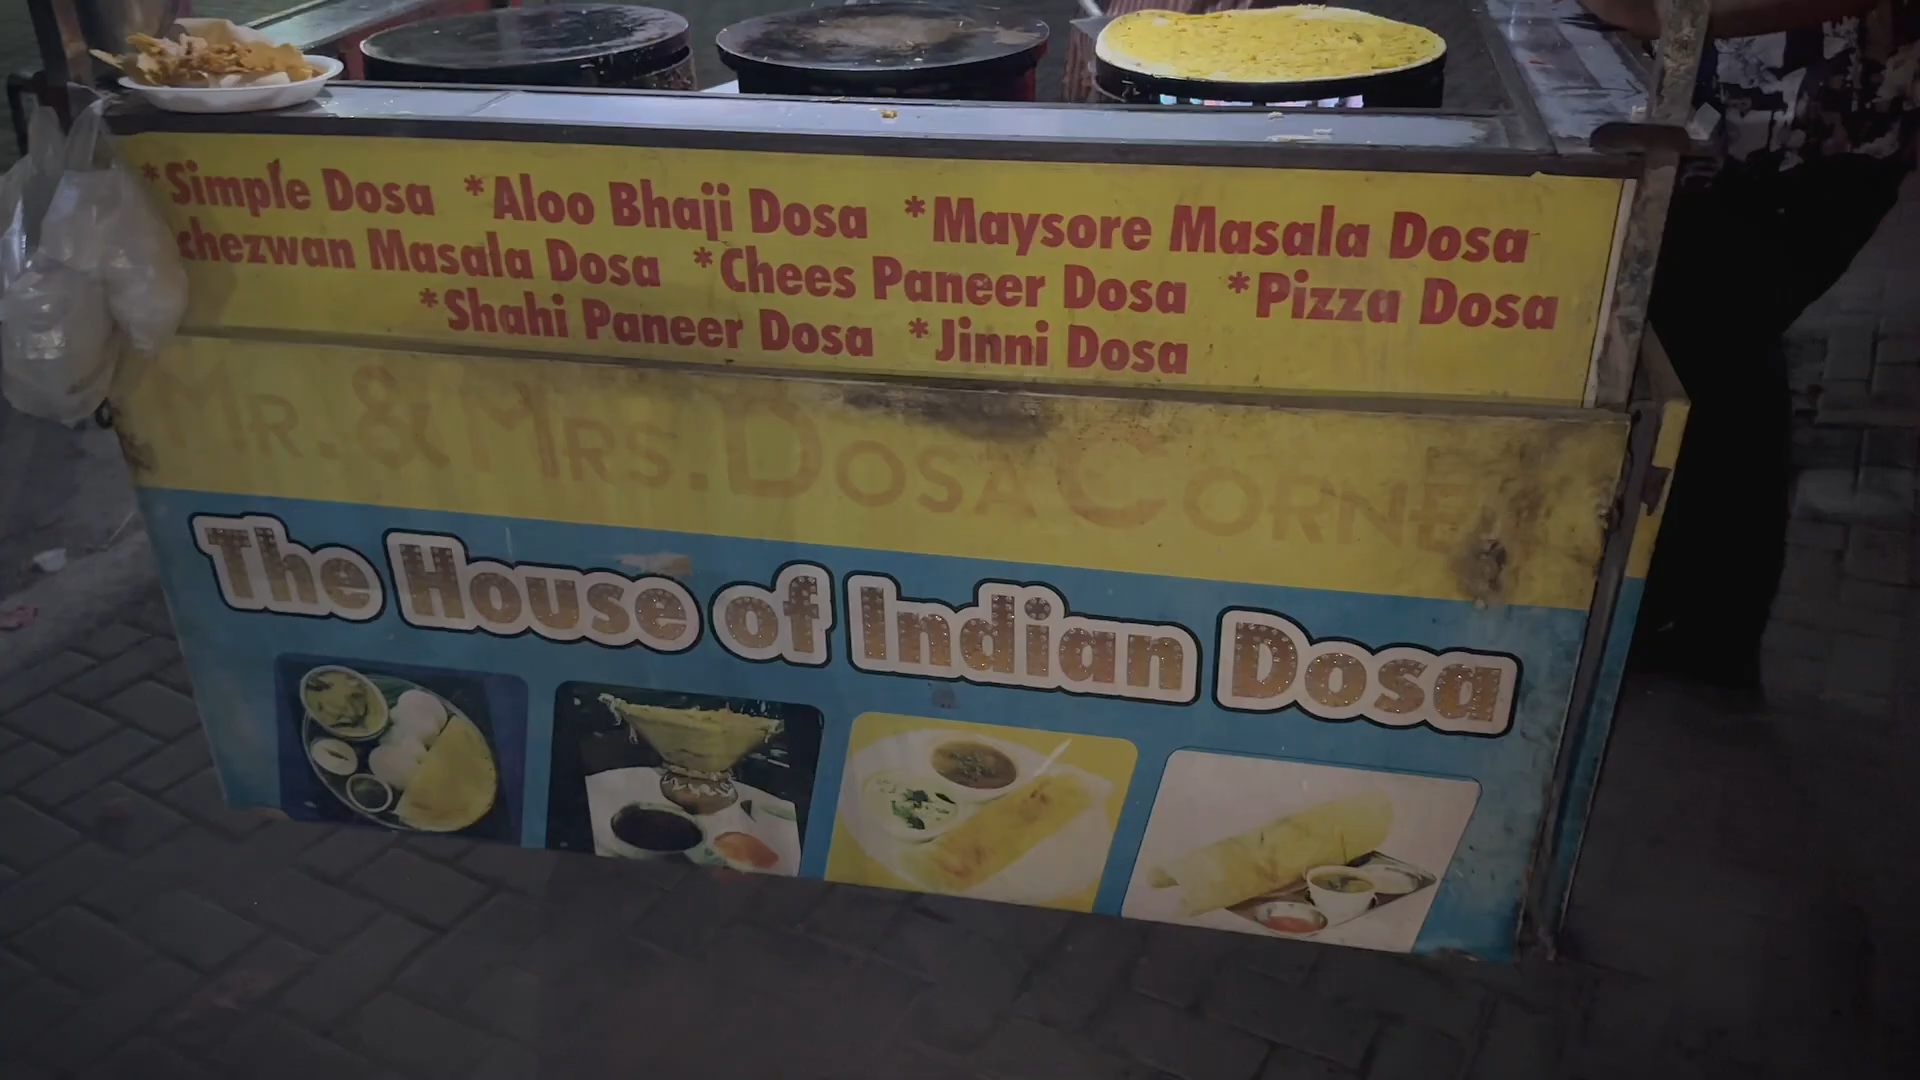 *Simple Dosa *Aloo Bhaji Dosa *Maysore Masala Dosa
chezwan Masala Dosa *Chees Paneer Dosa *Pizza Dosa
*Shahi Paneer Dosa *Jinni Dosa
MR. & MRS. DOSA CORNE
The House of Indian Dosa